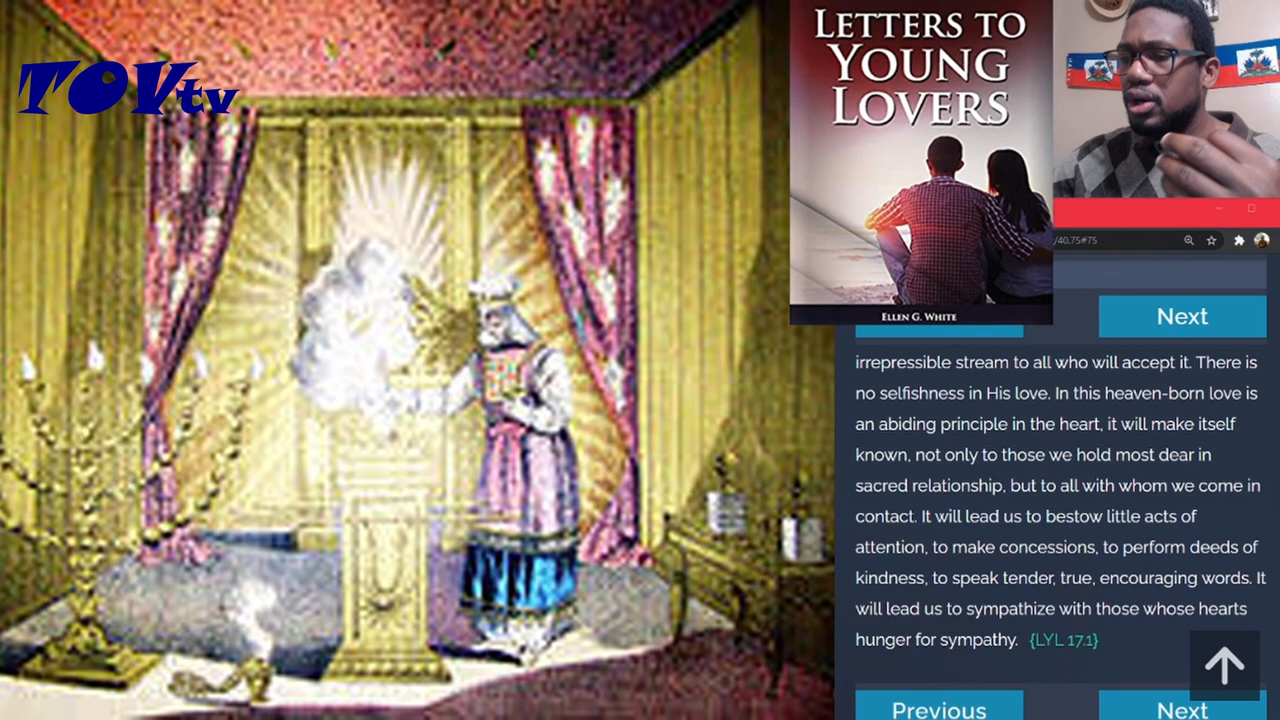 TOVtv
LETTERS TO
YOUNG
LOVERS
ELLEN G. WHITE
/40.75#75
Next
irrepressible stream to all who will accept it. There is
no selfishness in His love. In this heaven-born love is
an abiding principle in the heart, it will make itself
known, not only to those we hold most dear in
sacred relationship, but to all with whom we come in
contact. It will lead us to bestow little acts of
attention, to make concessions, to perform deeds of
kindness, to speak tender, true, encouraging words. It
will lead us to sympathize with those whose hearts
hunger for sympathy. {LYL 17.1}
Previous
Next